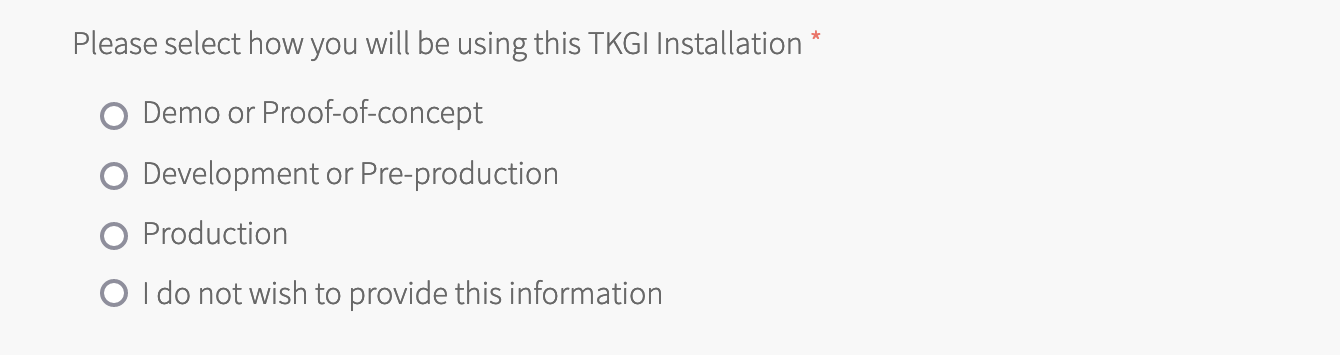 Please select how you will be using this TKGI Installation *
Demo or Proof-of-concept
Development or Pre-production
Production
I do not wish to provide this information